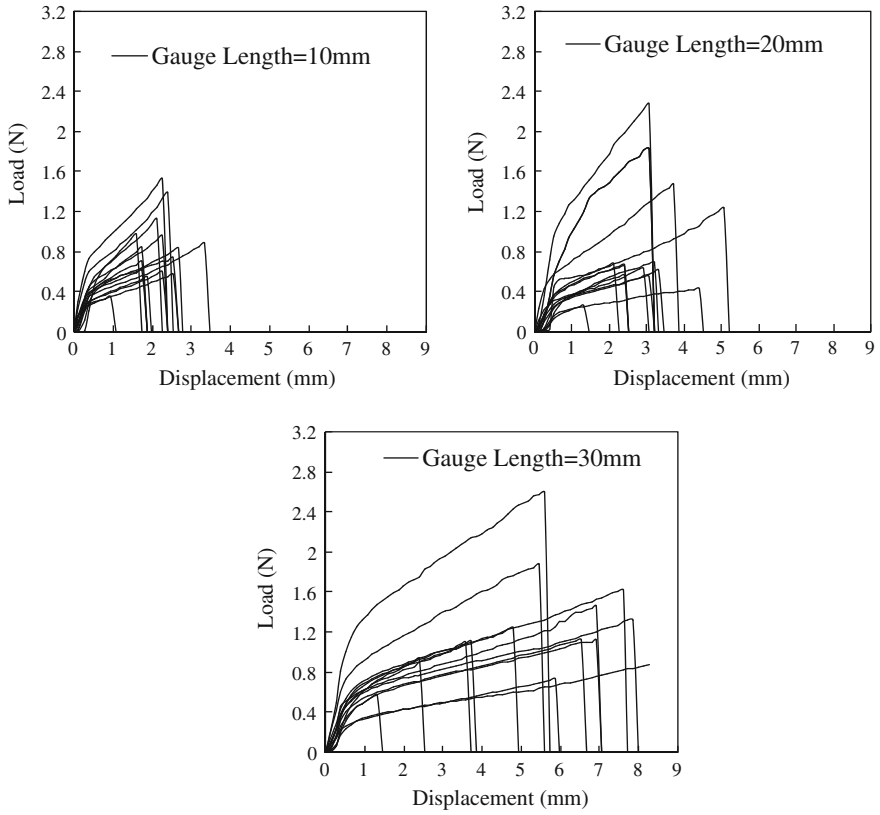 Gauge Length=10mm
Load (N)
3.2
2.8
2.4
2
1.6
1.2
0.8
0.4
0
0 1 2 3 4 5 6 7 8 9
Displacement (mm)
Gauge Length=20mm
Load (N)
3.2
2.8
2.4
2
1.6
1.2
0.8
0.4
0
0 1 2 3 4 5 6 7 8 9
Displacement (mm)
Gauge Length=30mm
Load (N)
3.2
2.8
2.4
2
1.6
1.2
0.8
0.4
0
0 1 2 3 4 5 6 7 8 9
Displacement (mm)